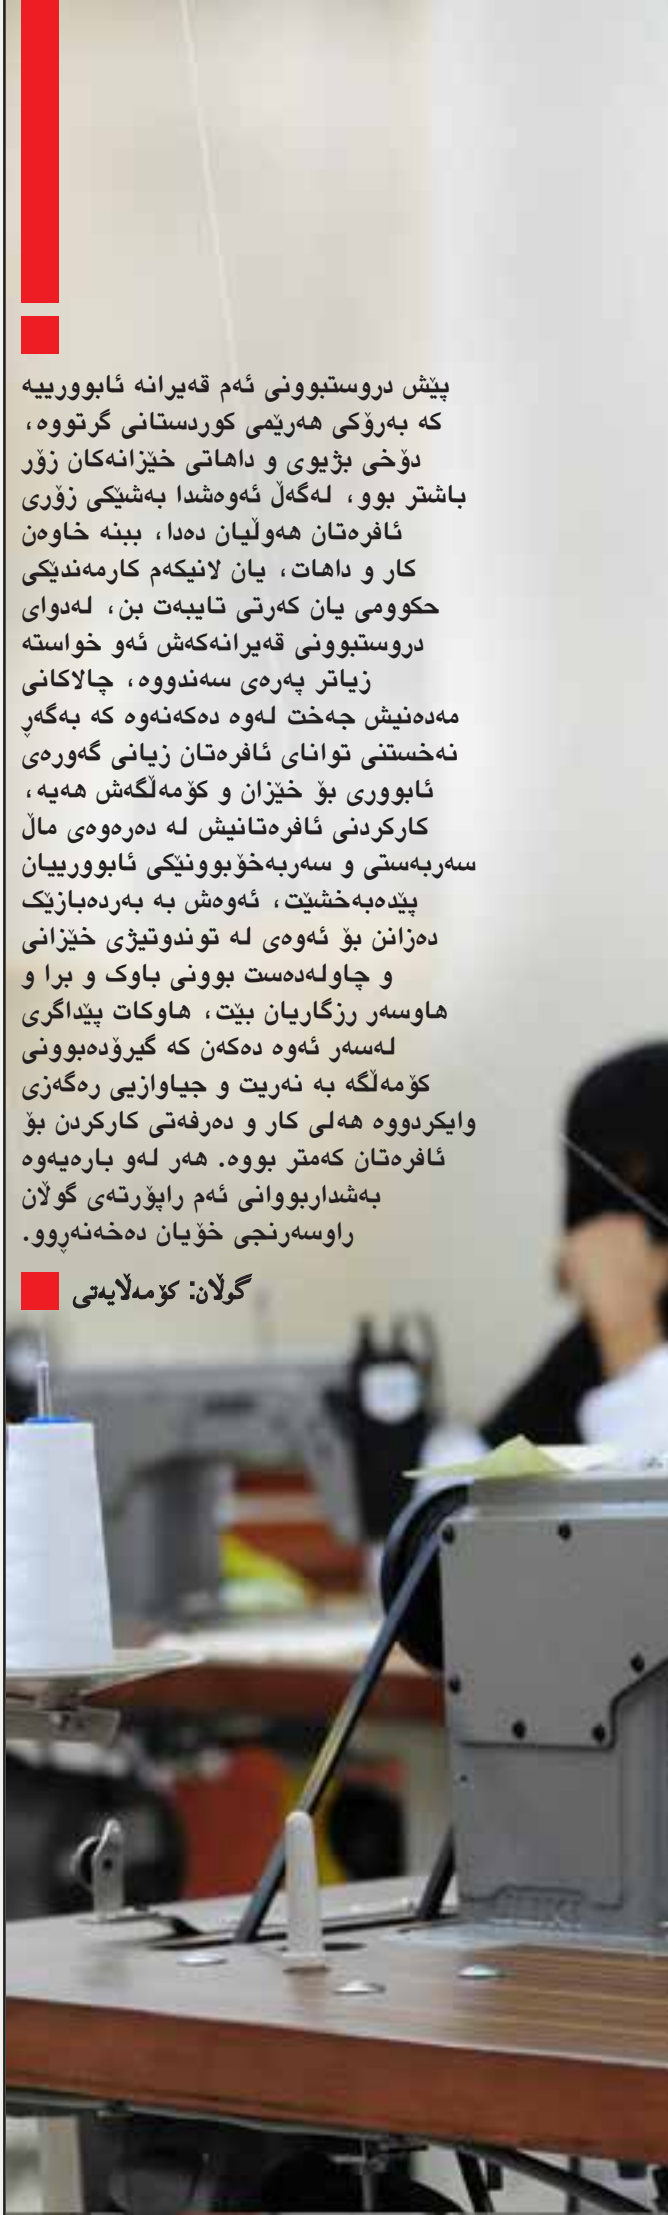 پێش دروستبوونی ئەم قەیرانە ئابوورییە
کە بەرۆکی هەرێمی کوردستانی گرتووە،
دۆخی بژیوی و داهاتی خێزانەکان زۆر
باشتر بوو، لەگەڵ ئەوەشدا بەشێکی زۆری
ئافرەتان هەوڵیان دەدا، ببنە خاوەن
کار و داهات، یان لانیکەم کارمەندێکی
حکوومی یان کەرتی تایبەت بن، لەدوای
دروستبوونی قەیرانەکەش ئەو خواستە
زیاتر پەرەی سەندووە، چالاکانی
مەدەنیش جەخت لەوە دەکەنەوە کە بەگەڕ
نەخستنی توانای ئافرەتان زیانی گەورەی
ئابووری بۆ خێزان و کۆمەڵگەش هەیە،
کارکردنی ئافرەتانیش لە دەرەوەی ماڵ
سەربەستی و سەربەخۆبوونێکی ئابوورییان
پێدەبەخشێت، ئەوەش بە بەردەبازێک
دەزانن بۆ ئەوەی لە توندوتیژی خێزانی
و چاولەدەست بوونی باوک و برا و
هاوسەر رزگاریان بێت، هاوکات پێداگری
لەسەر ئەوە دەکەن کە گیرۆدەبوونی
کۆمەڵگە بە نەریت و جیاوازیی رەگەزی
وایکردووە هەلی کار و دەرفەتی کارکردن بۆ
ئافرەتان کەمتر بووە. هەر لەو بارەیەوە
بەشداربووانی ئەم راپۆرتەی گوڵان
راوسەرنجی خۆیان دەخەنەڕوو.
گوڵان: کۆمەڵایەتی